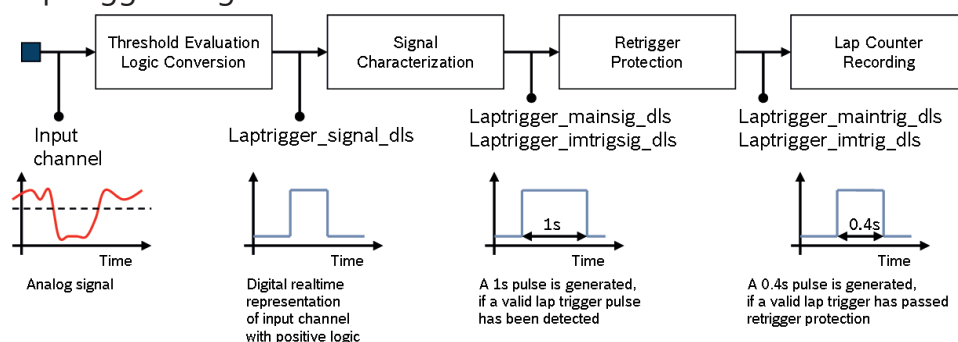 Threshold Evaluation
Logic Conversion
Signal
Characterization
Retrigger
Protection
Lap Counter
Recording
Input
channel
Laptrigger_signal_dls
Laptrigger_mainsig_dls
Laptrigger_imtrigsig_dls
Laptrigger_maintrig_dls
Laptrigger_imtrig_dls
1s
0.4s
Time
Time
Time
Time
Analog signal
Digital realtime
representation
of input channel
with positive logic
A 1s pulse is generated,
if a valid lap trigger pulse
has been detected
A 0.4s pulse is generated,
if a valid lap trigger has passed
retrigger protection